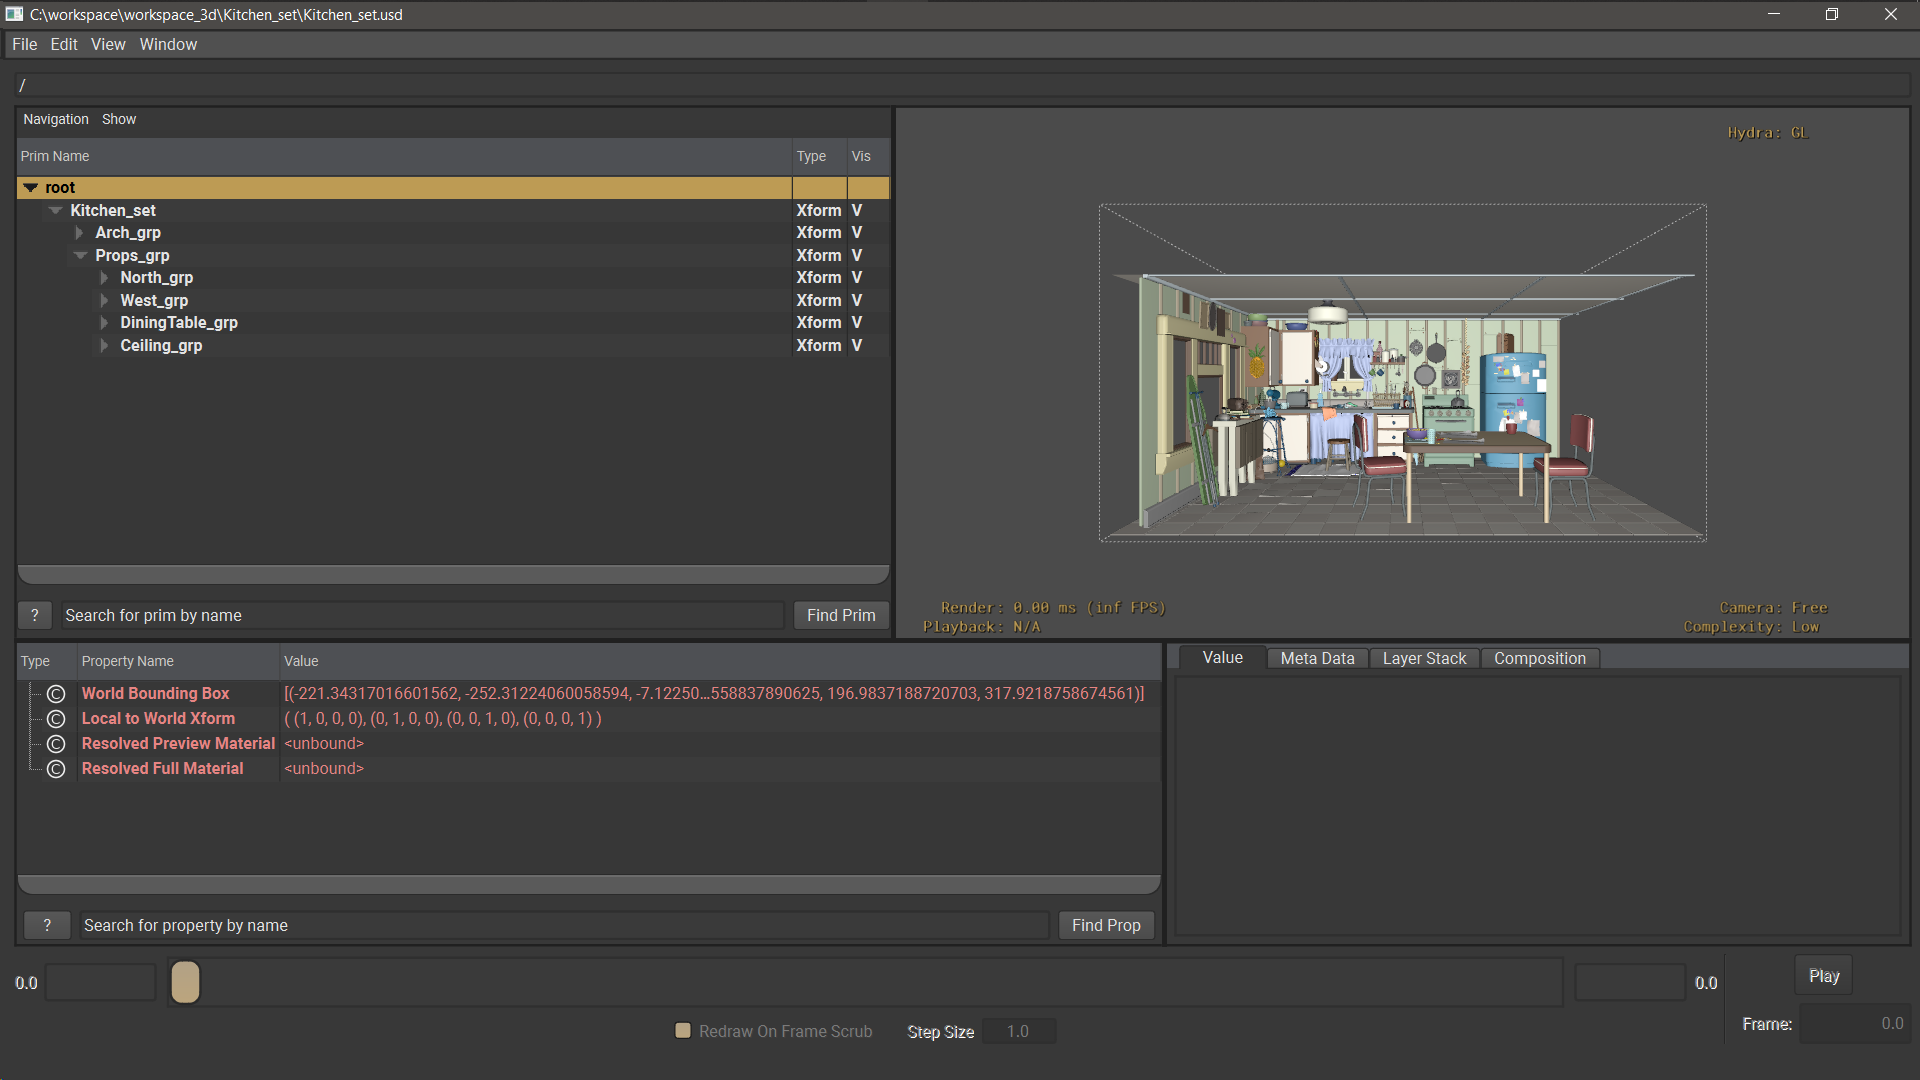 C:\workspace\workspace_3d\Kitchen_set\Kitchen_set.usd
File Edit View Window
/
Navigation Show
Prim Name Type Vis
root
Kitchen_set Xform V
Arch_grp Xform V
Props_grp Xform V
North_grp Xform V
West_grp Xform V
DiningTable_grp Xform V
Ceiling_grp Xform V
? Search for prim by name Find Prim
Hydra: GL
Render: 0.00 ms (inf FPS)
Playback: N/A
Camera: Free
Complexity: Low
Type Property Name Value
C World Bounding Box [(-221.34317016601562, -252.31224060058594, -7.12250...558837890625, 196.9837188720703, 317.9218758674561)]
C Local to World Xform ( (1, 0, 0, 0), (0, 1, 0, 0), (0, 0, 1, 0), (0, 0, 0, 1) )
C Resolved Preview Material <unbound>
C Resolved Full Material <unbound>
? Search for property by name Find Prop
Value Meta Data Layer Stack Composition
0.0
0.0
Play
Redraw On Frame Scrub Step Size 1.0
Frame: 0.0